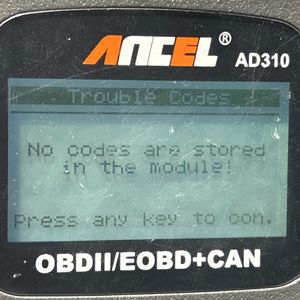 ANCEL® AD310
Trouble Codes
No codes are stored
in the module!
Press any key to con.
OBDII/EOBD+CAN